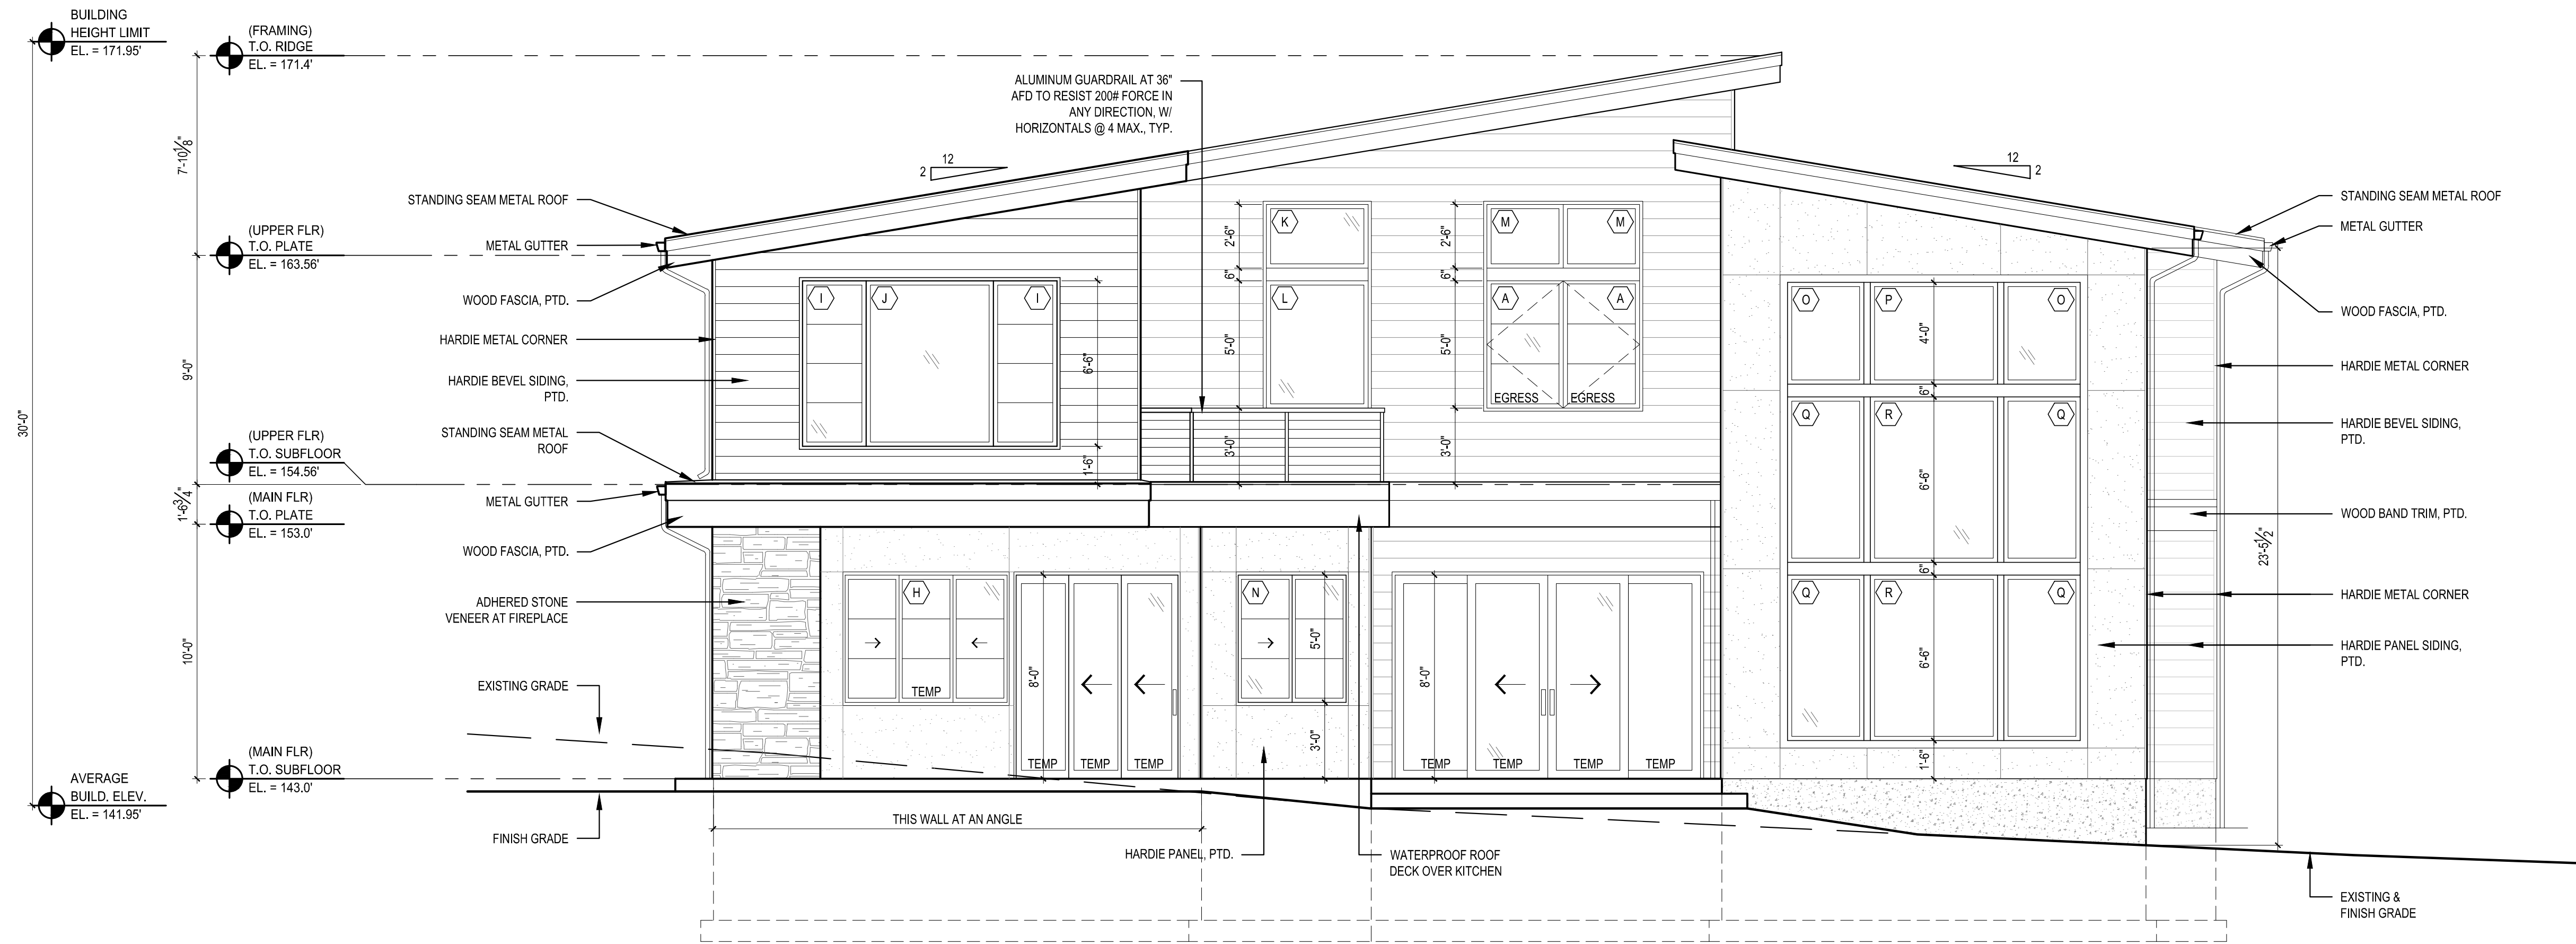 BUILDING
HEIGHT LIMIT
EL. = 171.95'
(FRAMING)
T.O. RIDGE
EL. = 171.4'
7'-10 1/8"
(UPPER FLR)
T.O. PLATE
EL. = 163.56'
9'-0"
30'-0"
(UPPER FLR)
T.O. SUBFLOOR
EL. = 154.56'
1'-6 3/4"
(MAIN FLR)
T.O. PLATE
EL. = 153.0'
10'-0"
(MAIN FLR)
T.O. SUBFLOOR
EL. = 143.0'
AVERAGE
BUILD. ELEV.
EL. = 141.95'
STANDING SEAM METAL ROOF
METAL GUTTER
WOOD FASCIA, PTD.
HARDIE METAL CORNER
HARDIE BEVEL SIDING,
PTD.
STANDING SEAM METAL
ROOF
METAL GUTTER
WOOD FASCIA, PTD.
ADHERED STONE
VENEER AT FIREPLACE
EXISTING GRADE
FINISH GRADE
ALUMINUM GUARDRAIL AT 36"
AFD TO RESIST 200# FORCE IN
ANY DIRECTION, W/
HORIZONTALS @ 4 MAX., TYP.
12
2
12
2
I
J
I
6'-6"
1'-6"
K
L
2'-6"
6"
5'-0"
3'-0"
M
M
A
A
EGRESS
EGRESS
2'-6"
6"
5'-0"
3'-0"
O
P
O
4'-0"
6"
Q
R
Q
6'-6"
6"
Q
R
Q
6'-6"
1'-6"
H
TEMP
8'-0"
TEMP
TEMP
TEMP
N
5'-0"
3'-0"
8'-0"
TEMP
TEMP
TEMP
TEMP
THIS WALL AT AN ANGLE
HARDIE PANEL, PTD.
WATERPROOF ROOF
DECK OVER KITCHEN
STANDING SEAM METAL ROOF
METAL GUTTER
WOOD FASCIA, PTD.
HARDIE METAL CORNER
HARDIE BEVEL SIDING,
PTD.
WOOD BAND TRIM, PTD.
23'-5 1/2"
HARDIE METAL CORNER
HARDIE PANEL SIDING,
PTD.
EXISTING &
FINISH GRADE